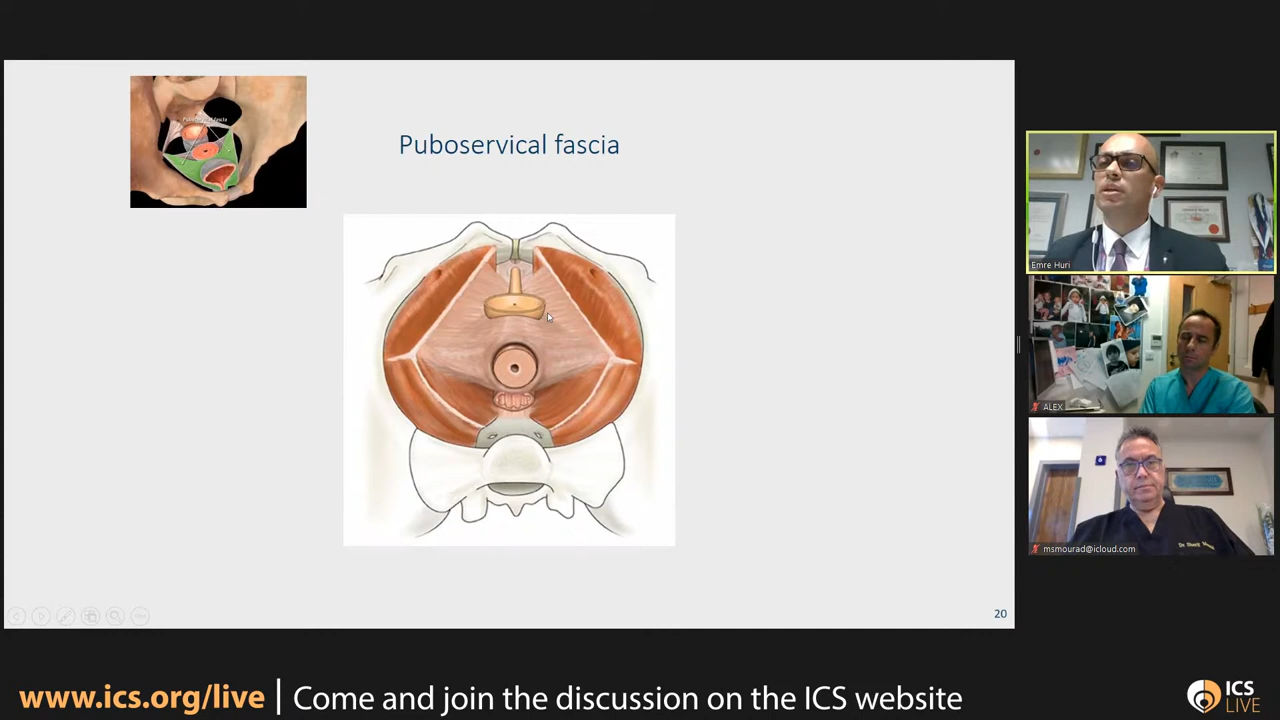 Puboservical fascia
20
Emre Huri
ALEX
msmourad@icloud.com
www.ics.org/live | Come and join the discussion on the ICS website
ICS
LIVE